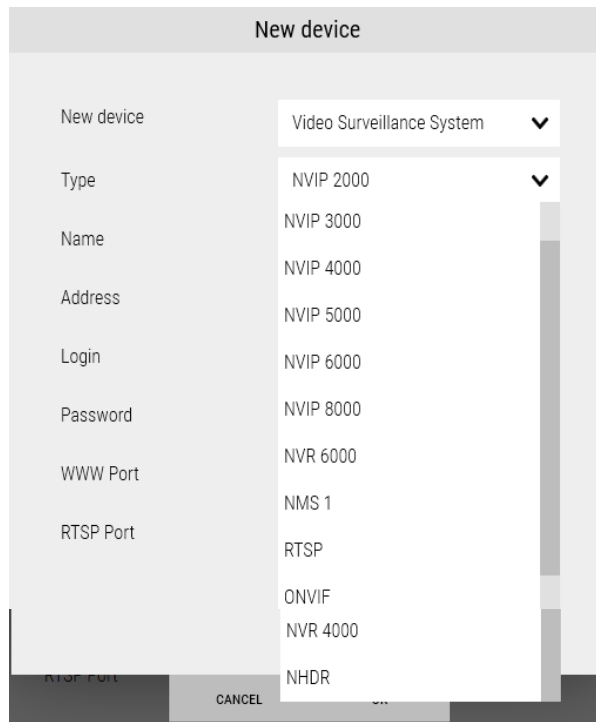 New device
New device
Video Surveillance System
Type
NVIP 2000
NVIP 3000
Name
NVIP 4000
Address
NVIP 5000
Login
NVIP 6000
Password
NVIP 8000
NVR 6000
WWW Port
NMS 1
RTSP Port
RTSP
ONVIF
NVR 4000
RTSP Port
NHDR
CANCEL